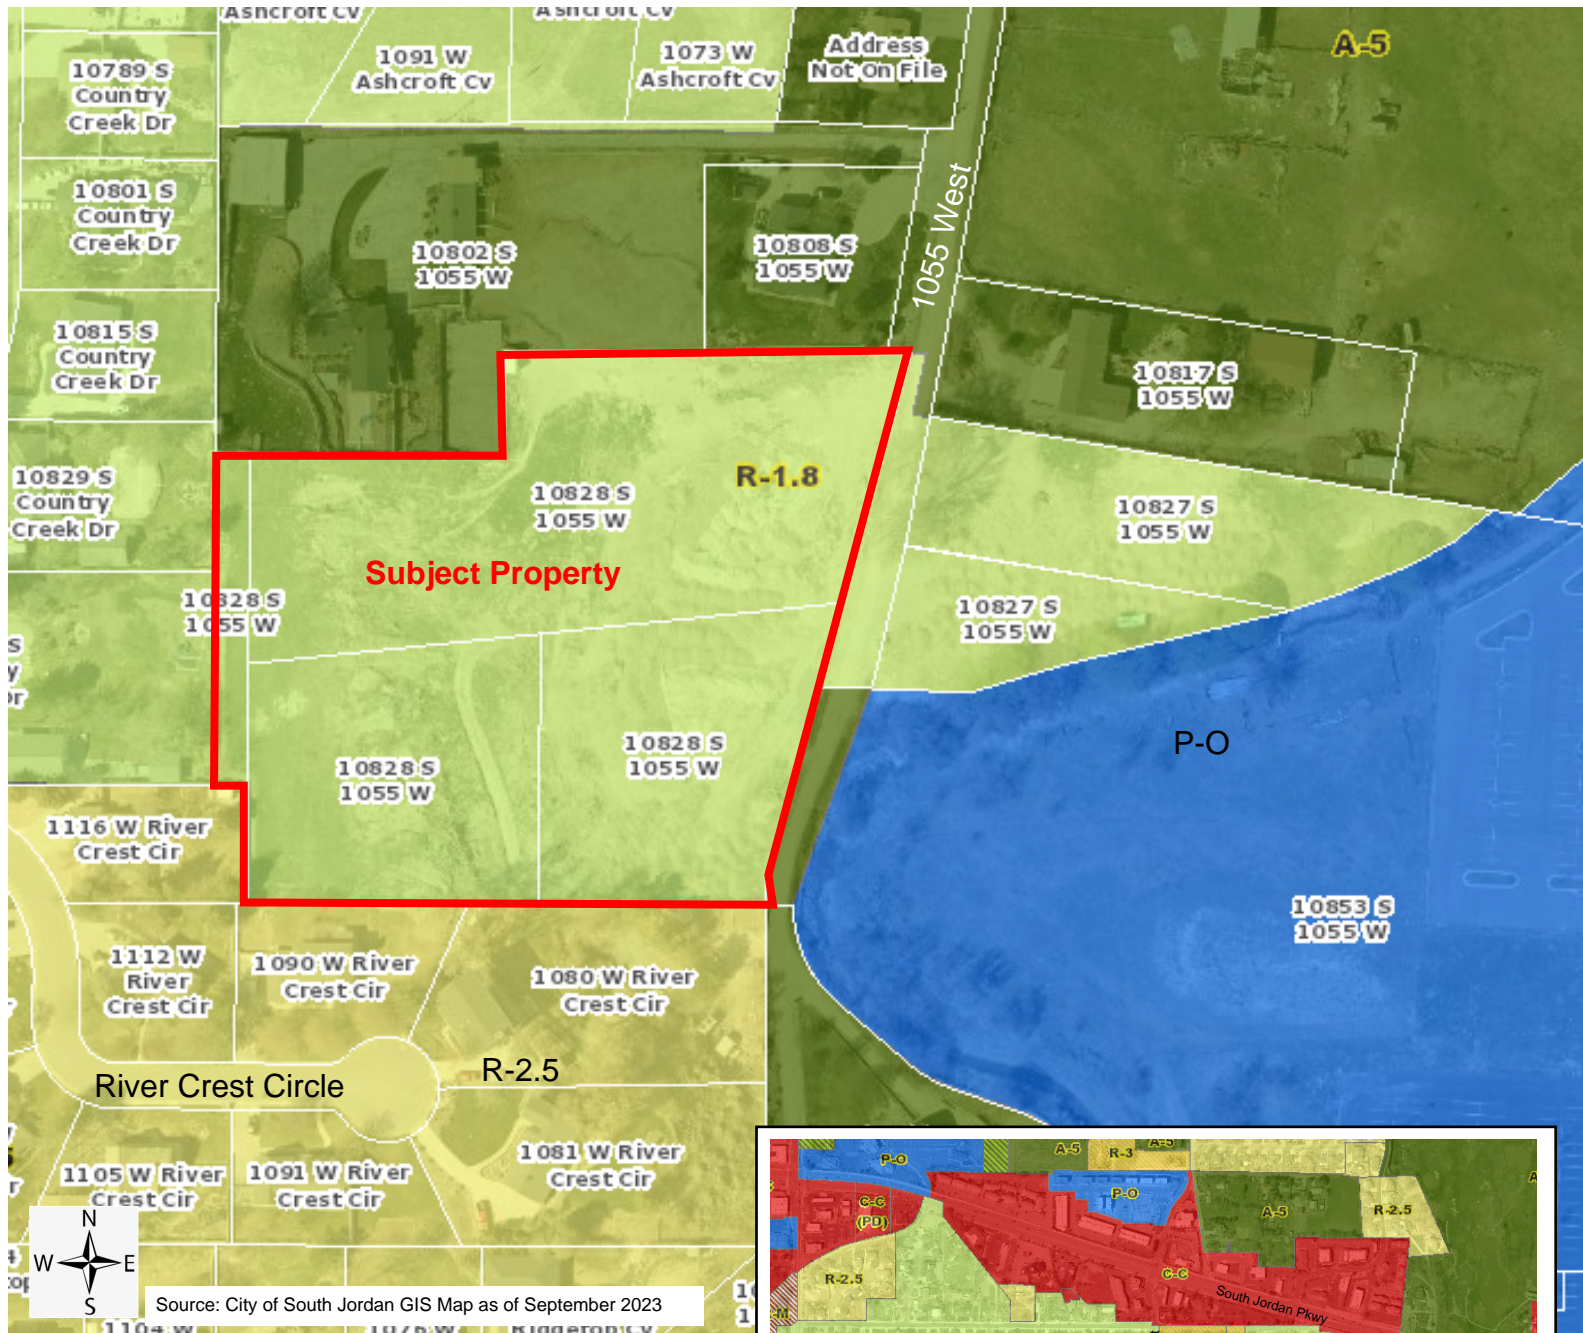 Ashcroft Cv
Ashcroft Cv
1091 W
Ashcroft Cv
1073 W
Ashcroft Cv
Address
Not On File
A-5
10789 S
Country
Creek Dr
10801 S
Country
Creek Dr
10802 S
1055 W
10808 S
1055 W
1055 West
10815 S
Country
Creek Dr
10817 S
1055 W
10829 S
Country
Creek Dr
10828 S
1055 W
R-1.8
10827 S
1055 W
Subject Property
10828 S
1055 W
10827 S
1055 W
10828 S
1055 W
10828 S
1055 W
P-O
1116 W River
Crest Cir
10853 S
1055 W
1112 W
River
Crest Cir
1090 W River
Crest Cir
1080 W River
Crest Cir
River Crest Circle
R-2.5
1105 W River
Crest Cir
1091 W River
Crest Cir
1081 W River
Crest Cir
N
W E
S
Source: City of South Jordan GIS Map as of September 2023
1104 W
1076 W
Ridgetop Cv
P-O
A-5
R-3
A-5
C-C
(PD)
P-O
A-5
R-2.5
R-2.5
C-C
South Jordan Pkwy